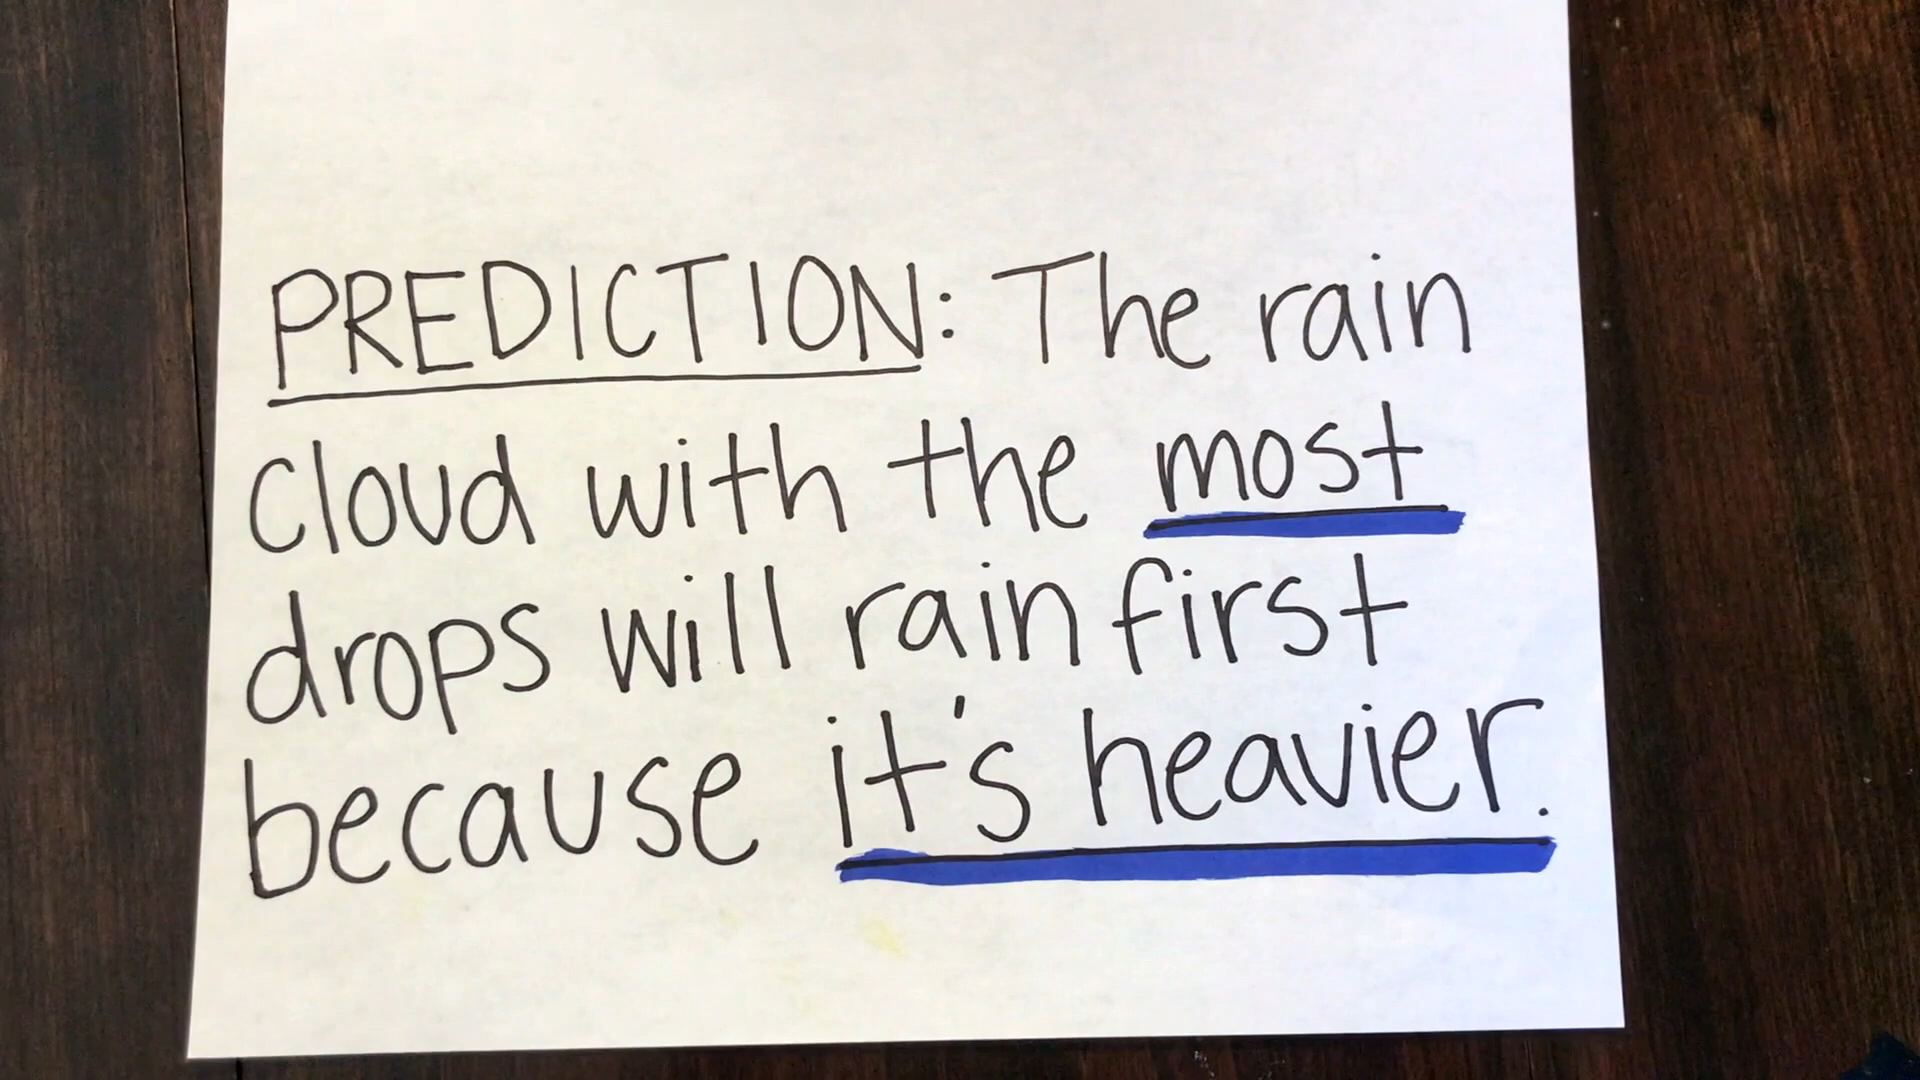 PREDICTION: The rain
cloud with the most
drops will rain first
because it's heavier.